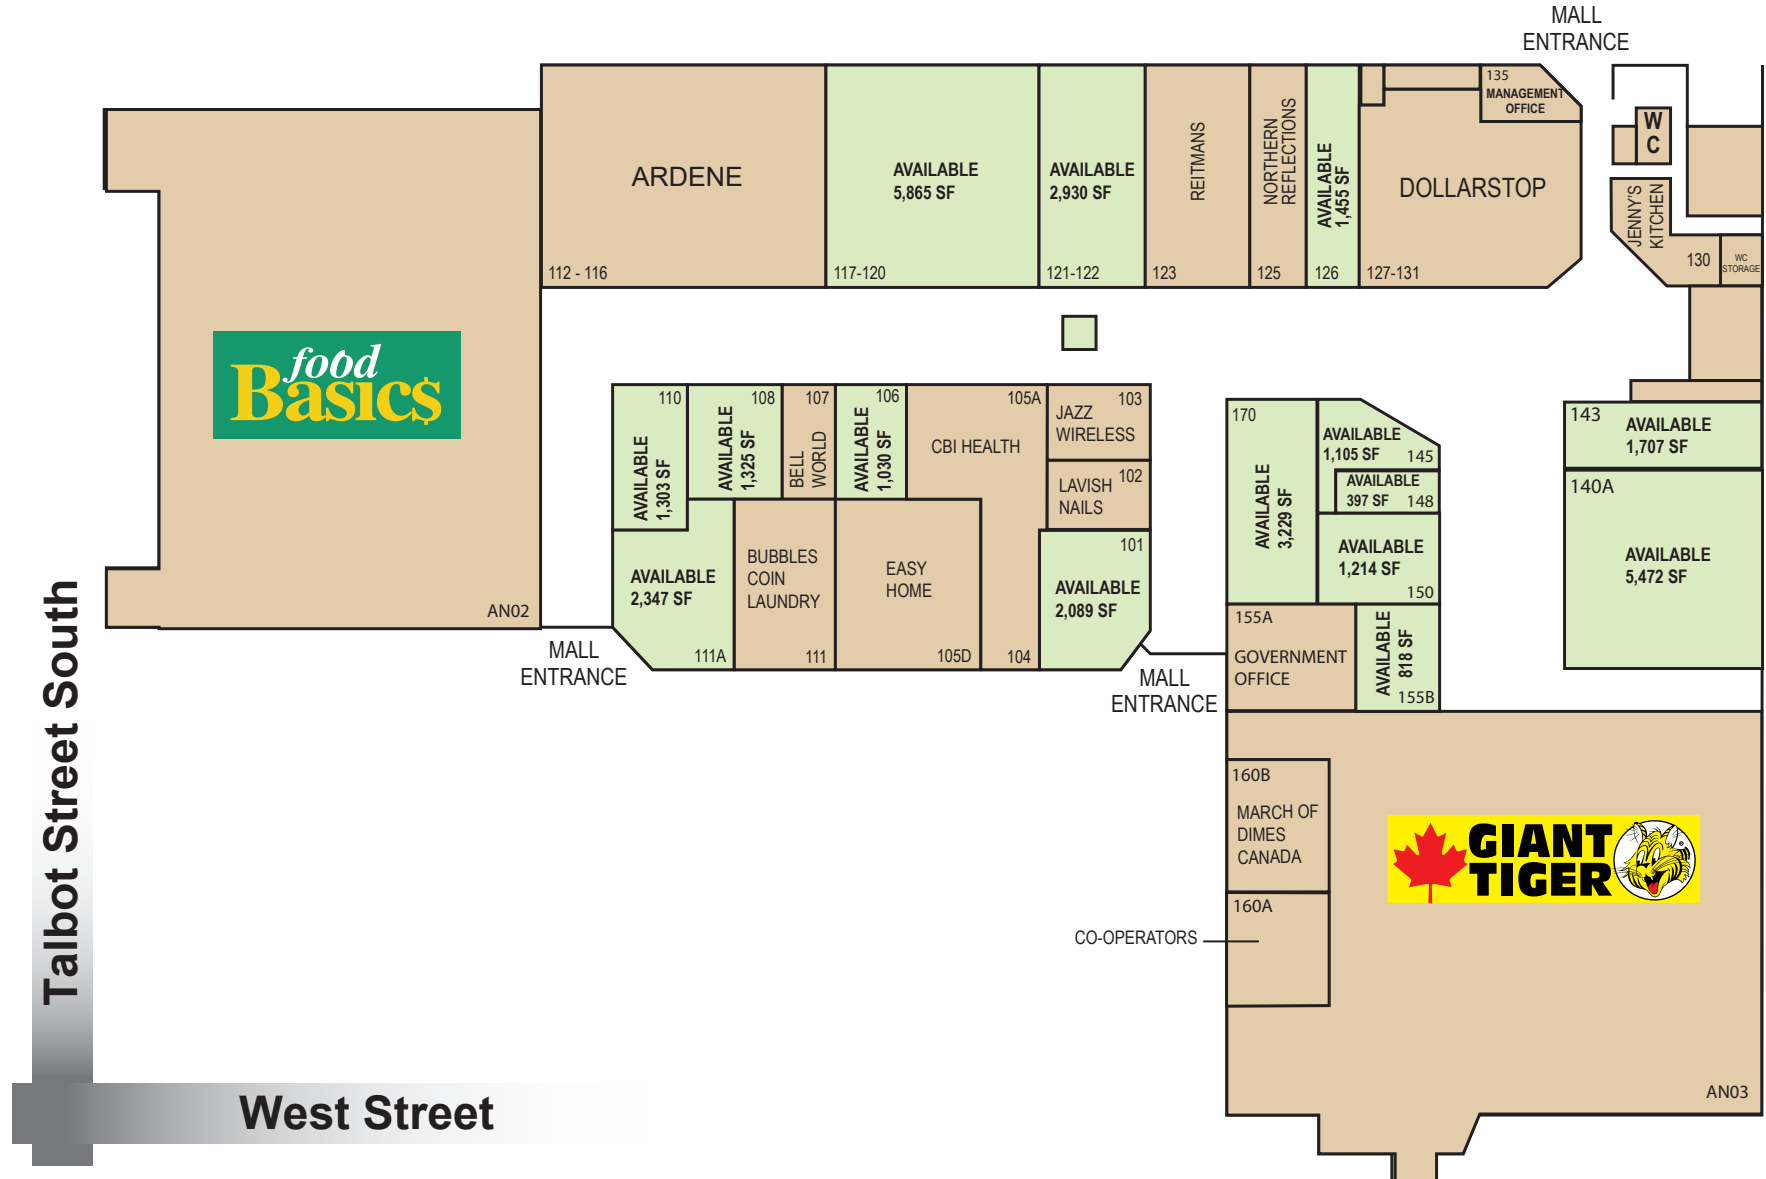 MALL
ENTRANCE
135
MANAGEMENT
OFFICE
W
C
ARDENE
112 - 116
AVAILABLE
5,865 SF
117-120
AVAILABLE
2,930 SF
121-122
REITMANS
123
NORTHERN
REFLECTIONS
125
AVAILABLE
1,455 SF
126
DOLLARSTOP
127-131
JENNY'S
KITCHEN
130
WC
STORAGE
food
Basic$
AN02
110
AVAILABLE
1,303 SF
108
AVAILABLE
1,325 SF
107
BELL
WORLD
106
AVAILABLE
1,030 SF
105A
CBI HEALTH
103
JAZZ
WIRELESS
102
LAVISH
NAILS
101
AVAILABLE
2,089 SF
AVAILABLE
2,347 SF
111A
BUBBLES
COIN
LAUNDRY
111
EASY
HOME
105D
104
MALL
ENTRANCE
MALL
ENTRANCE
170
AVAILABLE
3,229 SF
AVAILABLE
1,105 SF
145
AVAILABLE
397 SF
148
AVAILABLE
1,214 SF
150
143
AVAILABLE
1,707 SF
140A
AVAILABLE
5,472 SF
155A
GOVERNMENT
OFFICE
AVAILABLE
818 SF
155B
160B
MARCH OF
DIMES
CANADA
160A
CO-OPERATORS
GIANT
TIGER
AN03
Talbot Street South
West Street